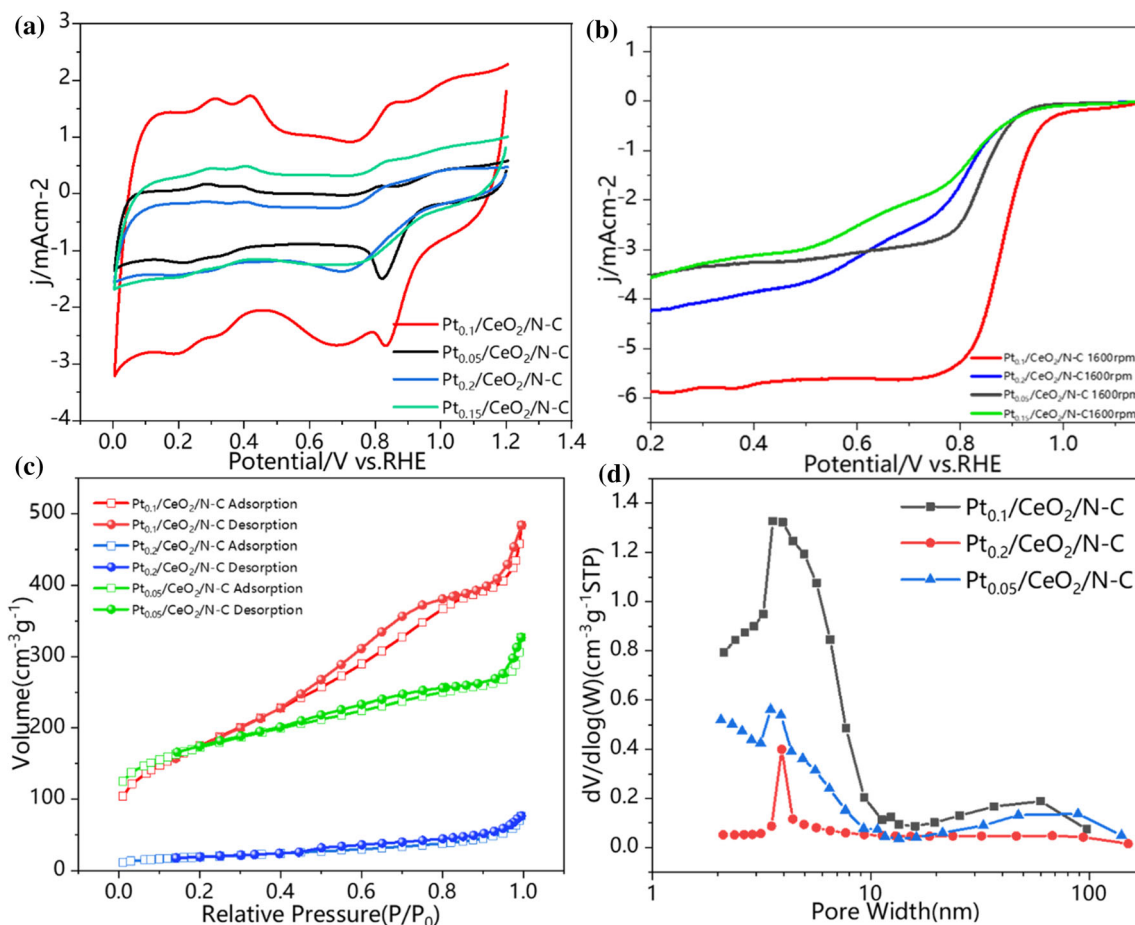 (a)
3
2
1
0
-1
-2
-3
-4
j/mAcm-2
Pt0.1/CeO2/N-C
Pt0.05/CeO2/N-C
Pt0.2/CeO2/N-C
Pt0.15/CeO2/N-C
0.0 0.2 0.4 0.6 0.8 1.0 1.2 1.4
Potential/V vs.RHE
(b)
1
0
-1
-2
-3
-4
-5
-6
j/mAcm-2
Pt0.1/CeO2/N-C 1600rpm
Pt0.2/CeO2/N-C1600rpm
Pt0.05/CeO2/N-C 1600rpm
Pt0.15/CeO2/N-C1600rpm
0.2 0.4 0.6 0.8 1.0
Potential/V vs.RHE
(c)
500
400
300
200
100
0
Volume(cm-3g-1)
Pt0.1/CeO2/N-C Adsorption
Pt0.1/CeO2/N-C Desorption
Pt0.2/CeO2/N-C Adsorption
Pt0.2/CeO2/N-C Desorption
Pt0.05/CeO2/N-C Adsorption
Pt0.05/CeO2/N-C Desorption
0.0 0.2 0.4 0.6 0.8 1.0
Relative Pressure(P/P0)
(d)
1.4
1.2
1.0
0.8
0.6
0.4
0.2
0.0
dV/dlog(W)(cm-3g-1STP)
Pt0.1/CeO2/N-C
Pt0.2/CeO2/N-C
Pt0.05/CeO2/N-C
1 10 100
Pore Width(nm)